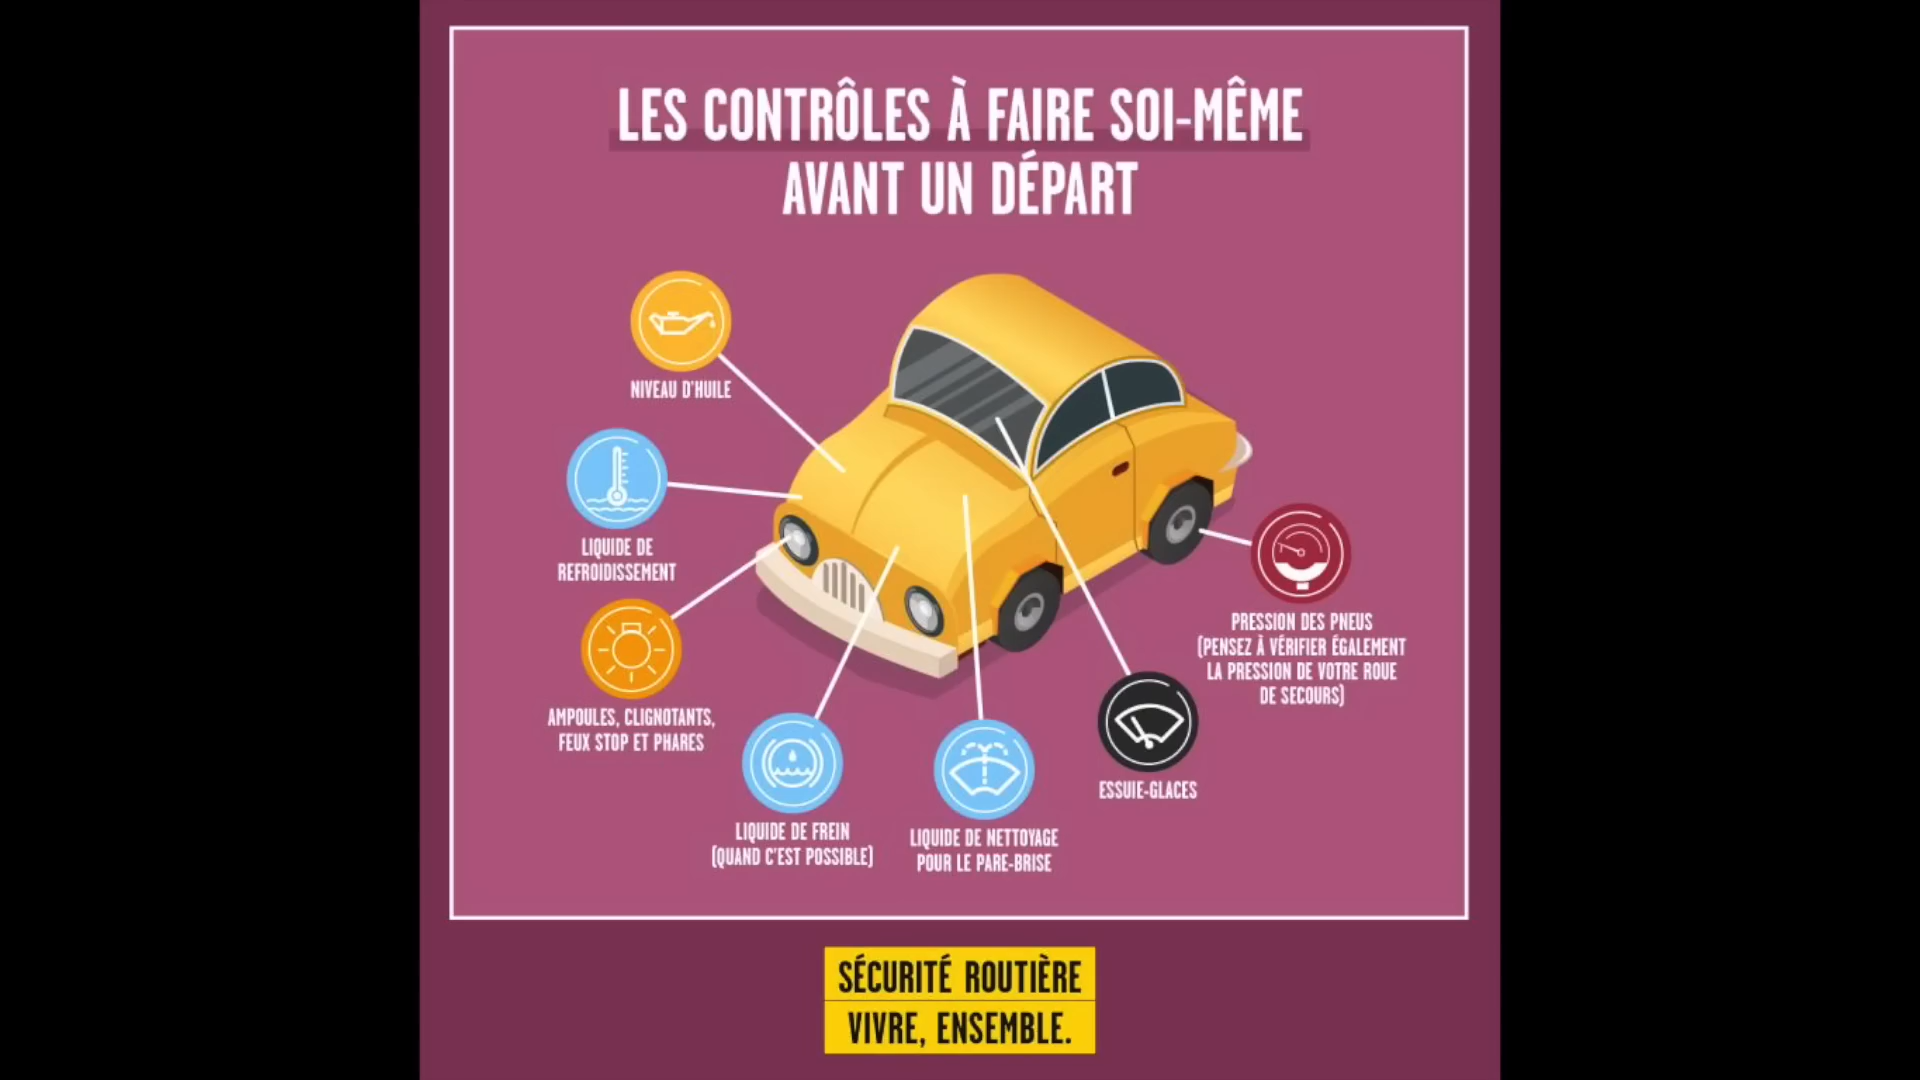 LES CONTRÔLES À FAIRE SOI-MÊME
AVANT UN DÉPART
NIVEAU D'HUILE
LIQUIDE DE
REFROIDISSEMENT
AMPOULES, CLIGNOTANTS,
FEUX STOP ET PHARES
LIQUIDE DE FREIN
(QUAND C'EST POSSIBLE)
LIQUIDE DE NETTOYAGE
POUR LE PARE-BRISE
ESSUIE-GLACES
PRESSION DES PNEUS
(PENSEZ À VÉRIFIER ÉGALEMENT
LA PRESSION DE VOTRE ROUE
DE SECOURS)
SÉCURITÉ ROUTIÈRE
VIVRE, ENSEMBLE.